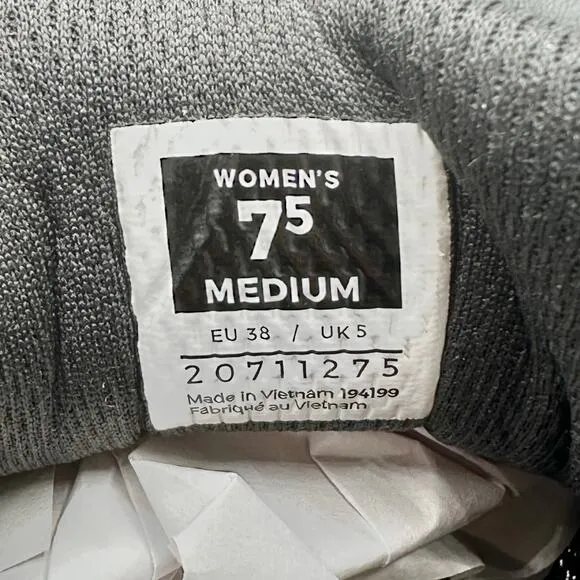 WOMEN'S
7⁵
MEDIUM
EU 38 / UK 5
20711275
Made in Vietnam 194199
Fabriqué au Vietnam